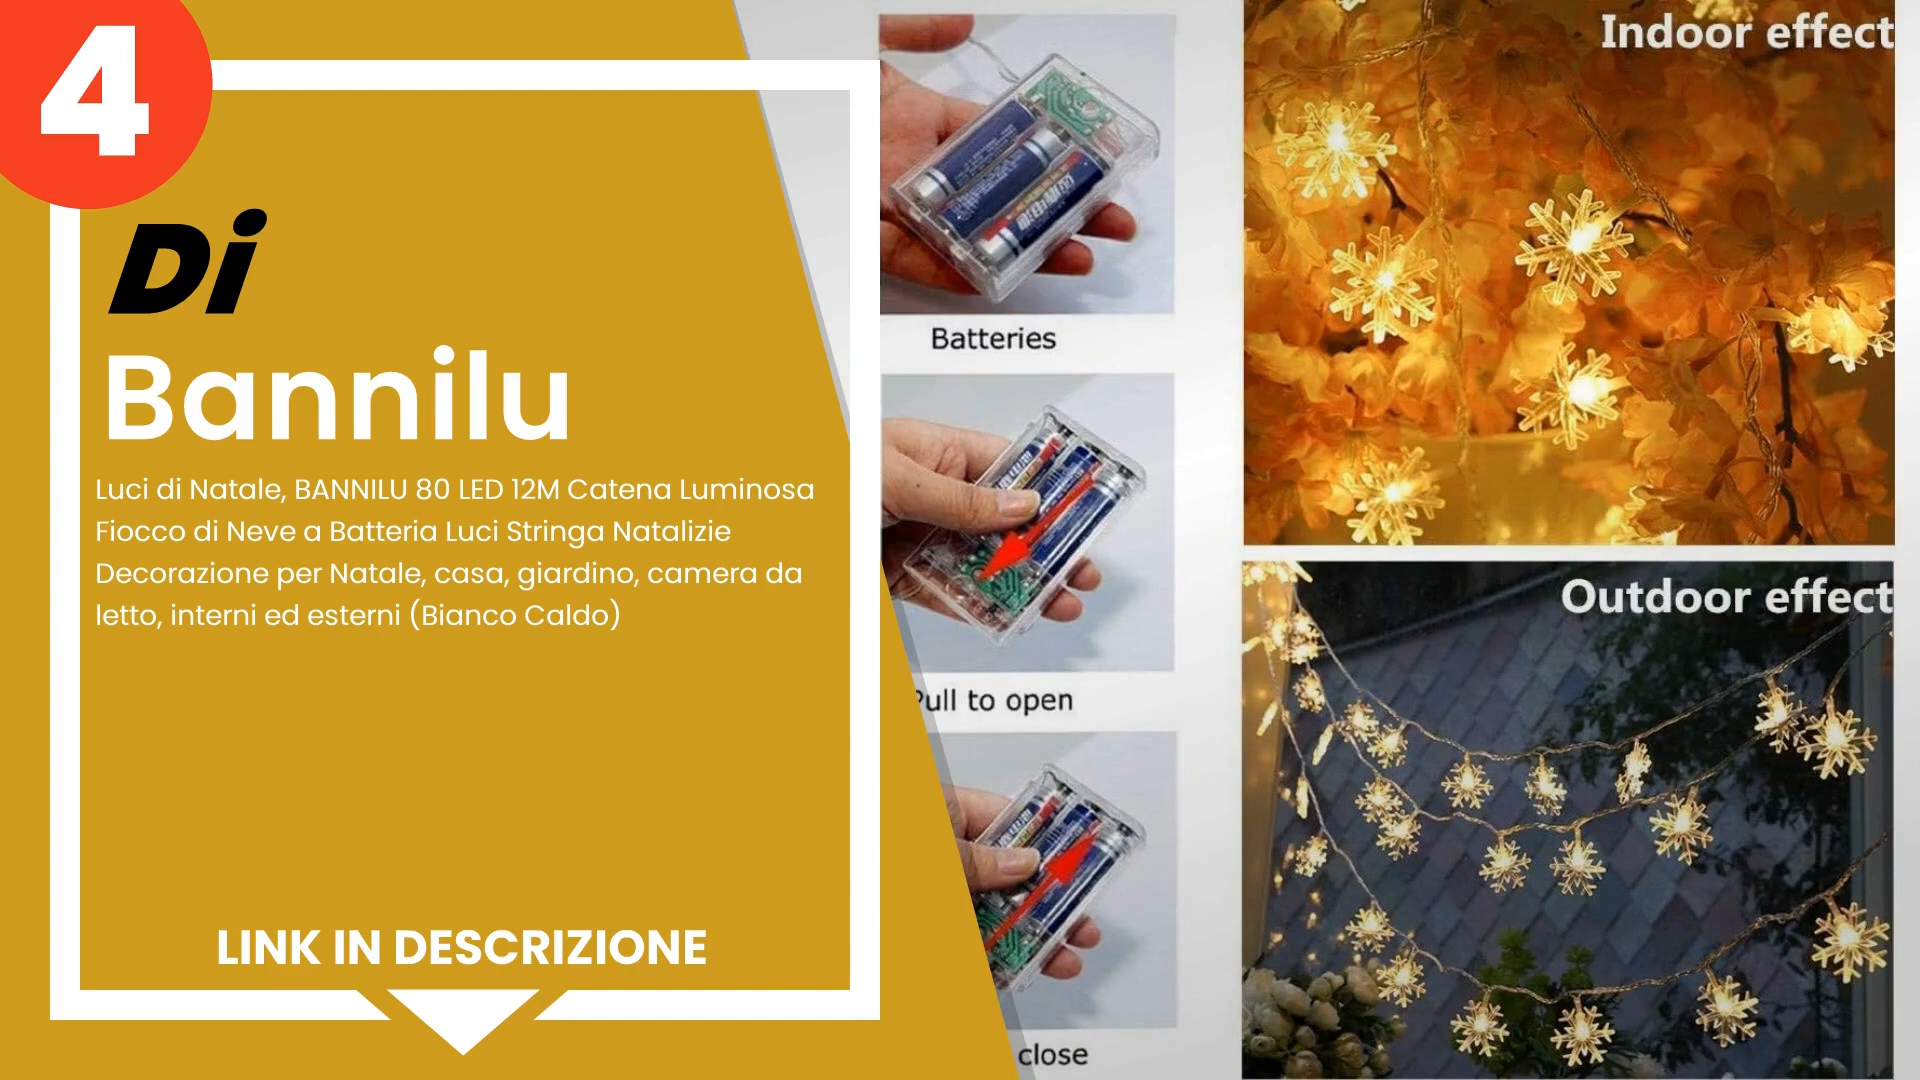 4
Di
Bannilu
Luci di Natale, BANNILU 80 LED 12M Catena Luminosa
Fiocco di Neve a Batteria Luci Stringa Natalizie
Decorazione per Natale, casa, giardino, camera da
letto, interni ed esterni (Bianco Caldo)
LINK IN DESCRIZIONE
Batteries
Pull to open
close
Indoor effect
Outdoor effect